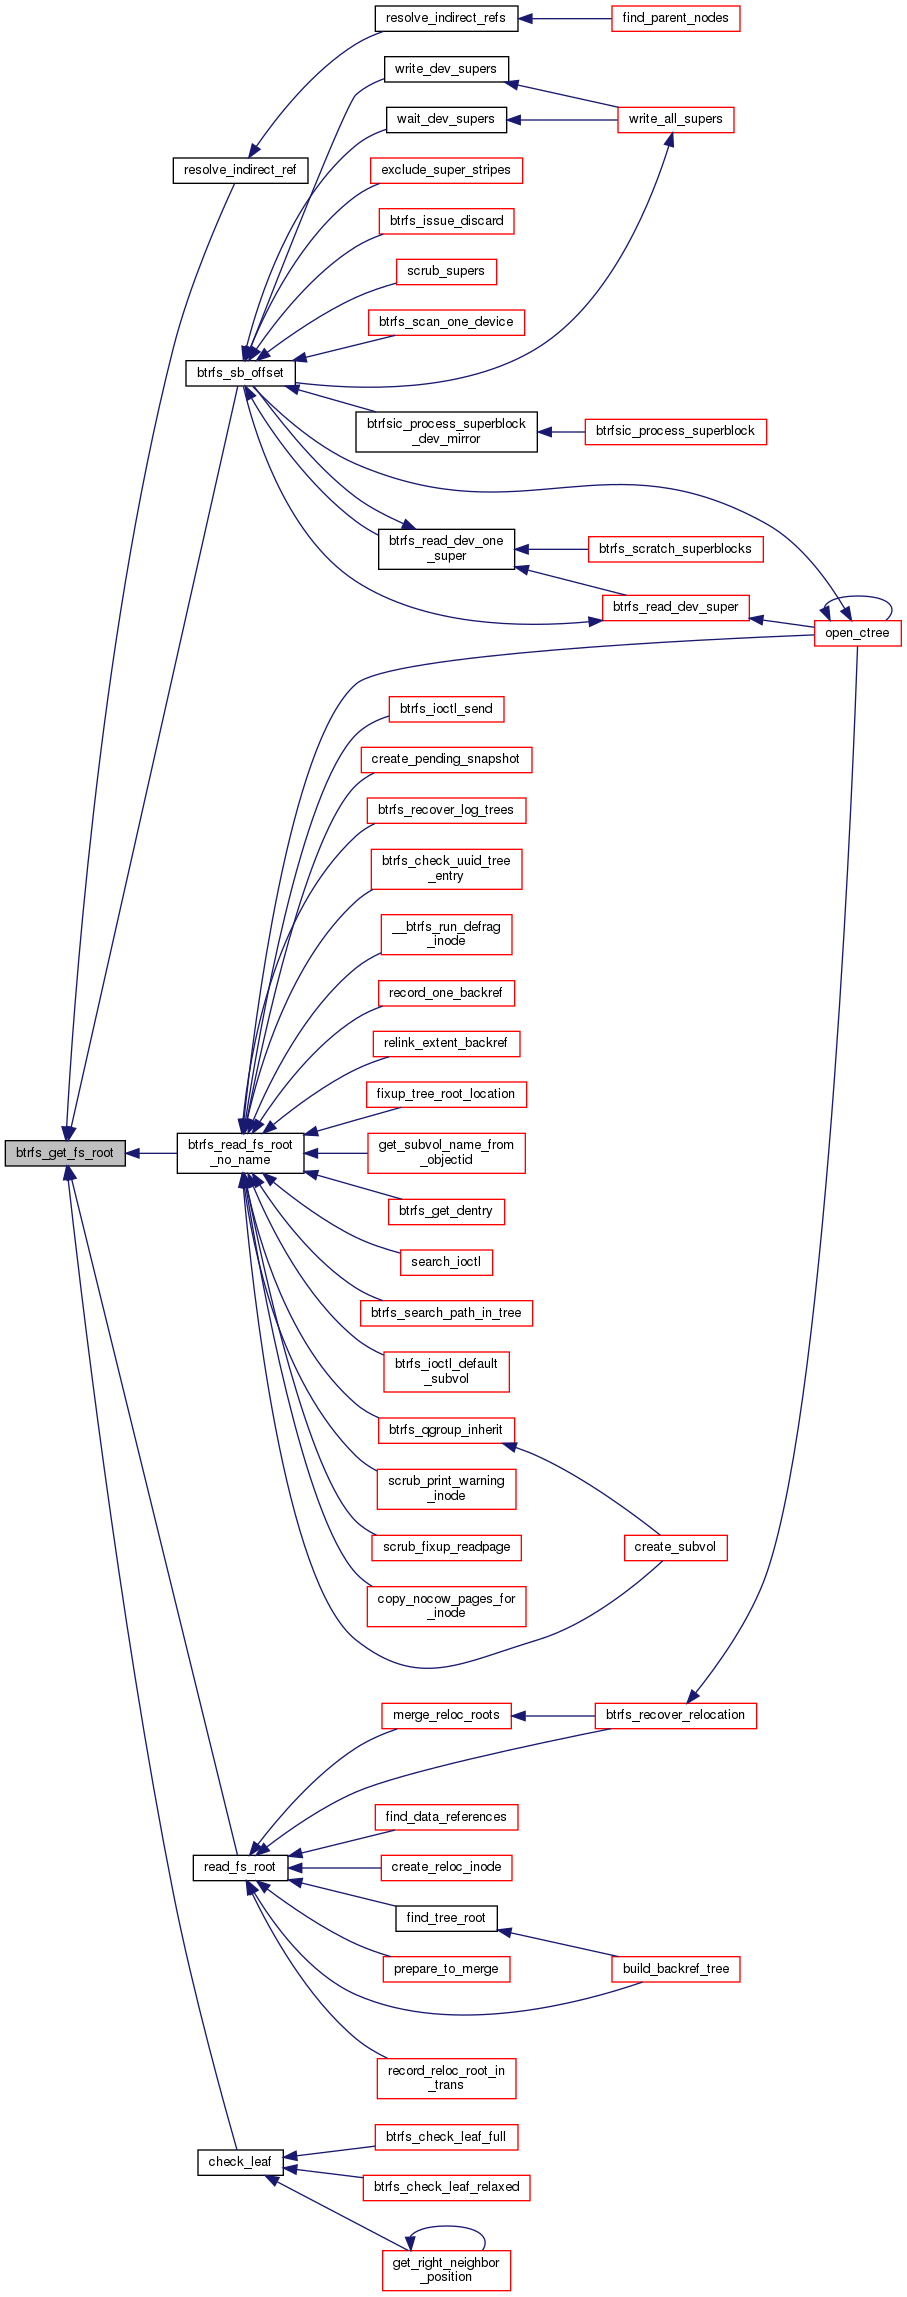 resolve_indirect_refs
find_parent_nodes
write_dev_supers
wait_dev_supers
write_all_supers
resolve_indirect_ref
exclude_super_stripes
btrfs_issue_discard
scrub_supers
btrfs_scan_one_device
btrfs_sb_offset
btrfsic_process_superblock
_dev_mirror
btrfsic_process_superblock
btrfs_read_dev_one
_super
btrfs_scratch_superblocks
btrfs_read_dev_super
open_ctree
btrfs_ioctl_send
create_pending_snapshot
btrfs_recover_log_trees
btrfs_check_uuid_tree
_entry
__btrfs_run_defrag
_inode
record_one_backref
relink_extent_backref
fixup_tree_root_location
btrfs_get_fs_root
btrfs_read_fs_root
_no_name
get_subvol_name_from
_objectid
btrfs_get_dentry
search_ioctl
btrfs_search_path_in_tree
btrfs_ioctl_default
_subvol
btrfs_qgroup_inherit
scrub_print_warning
_inode
scrub_fixup_readpage
create_subvol
copy_nocow_pages_for
_inode
merge_reloc_roots
btrfs_recover_relocation
find_data_references
read_fs_root
create_reloc_inode
find_tree_root
prepare_to_merge
build_backref_tree
record_reloc_root_in
_trans
btrfs_check_leaf_full
check_leaf
btrfs_check_leaf_relaxed
get_right_neighbor
_position